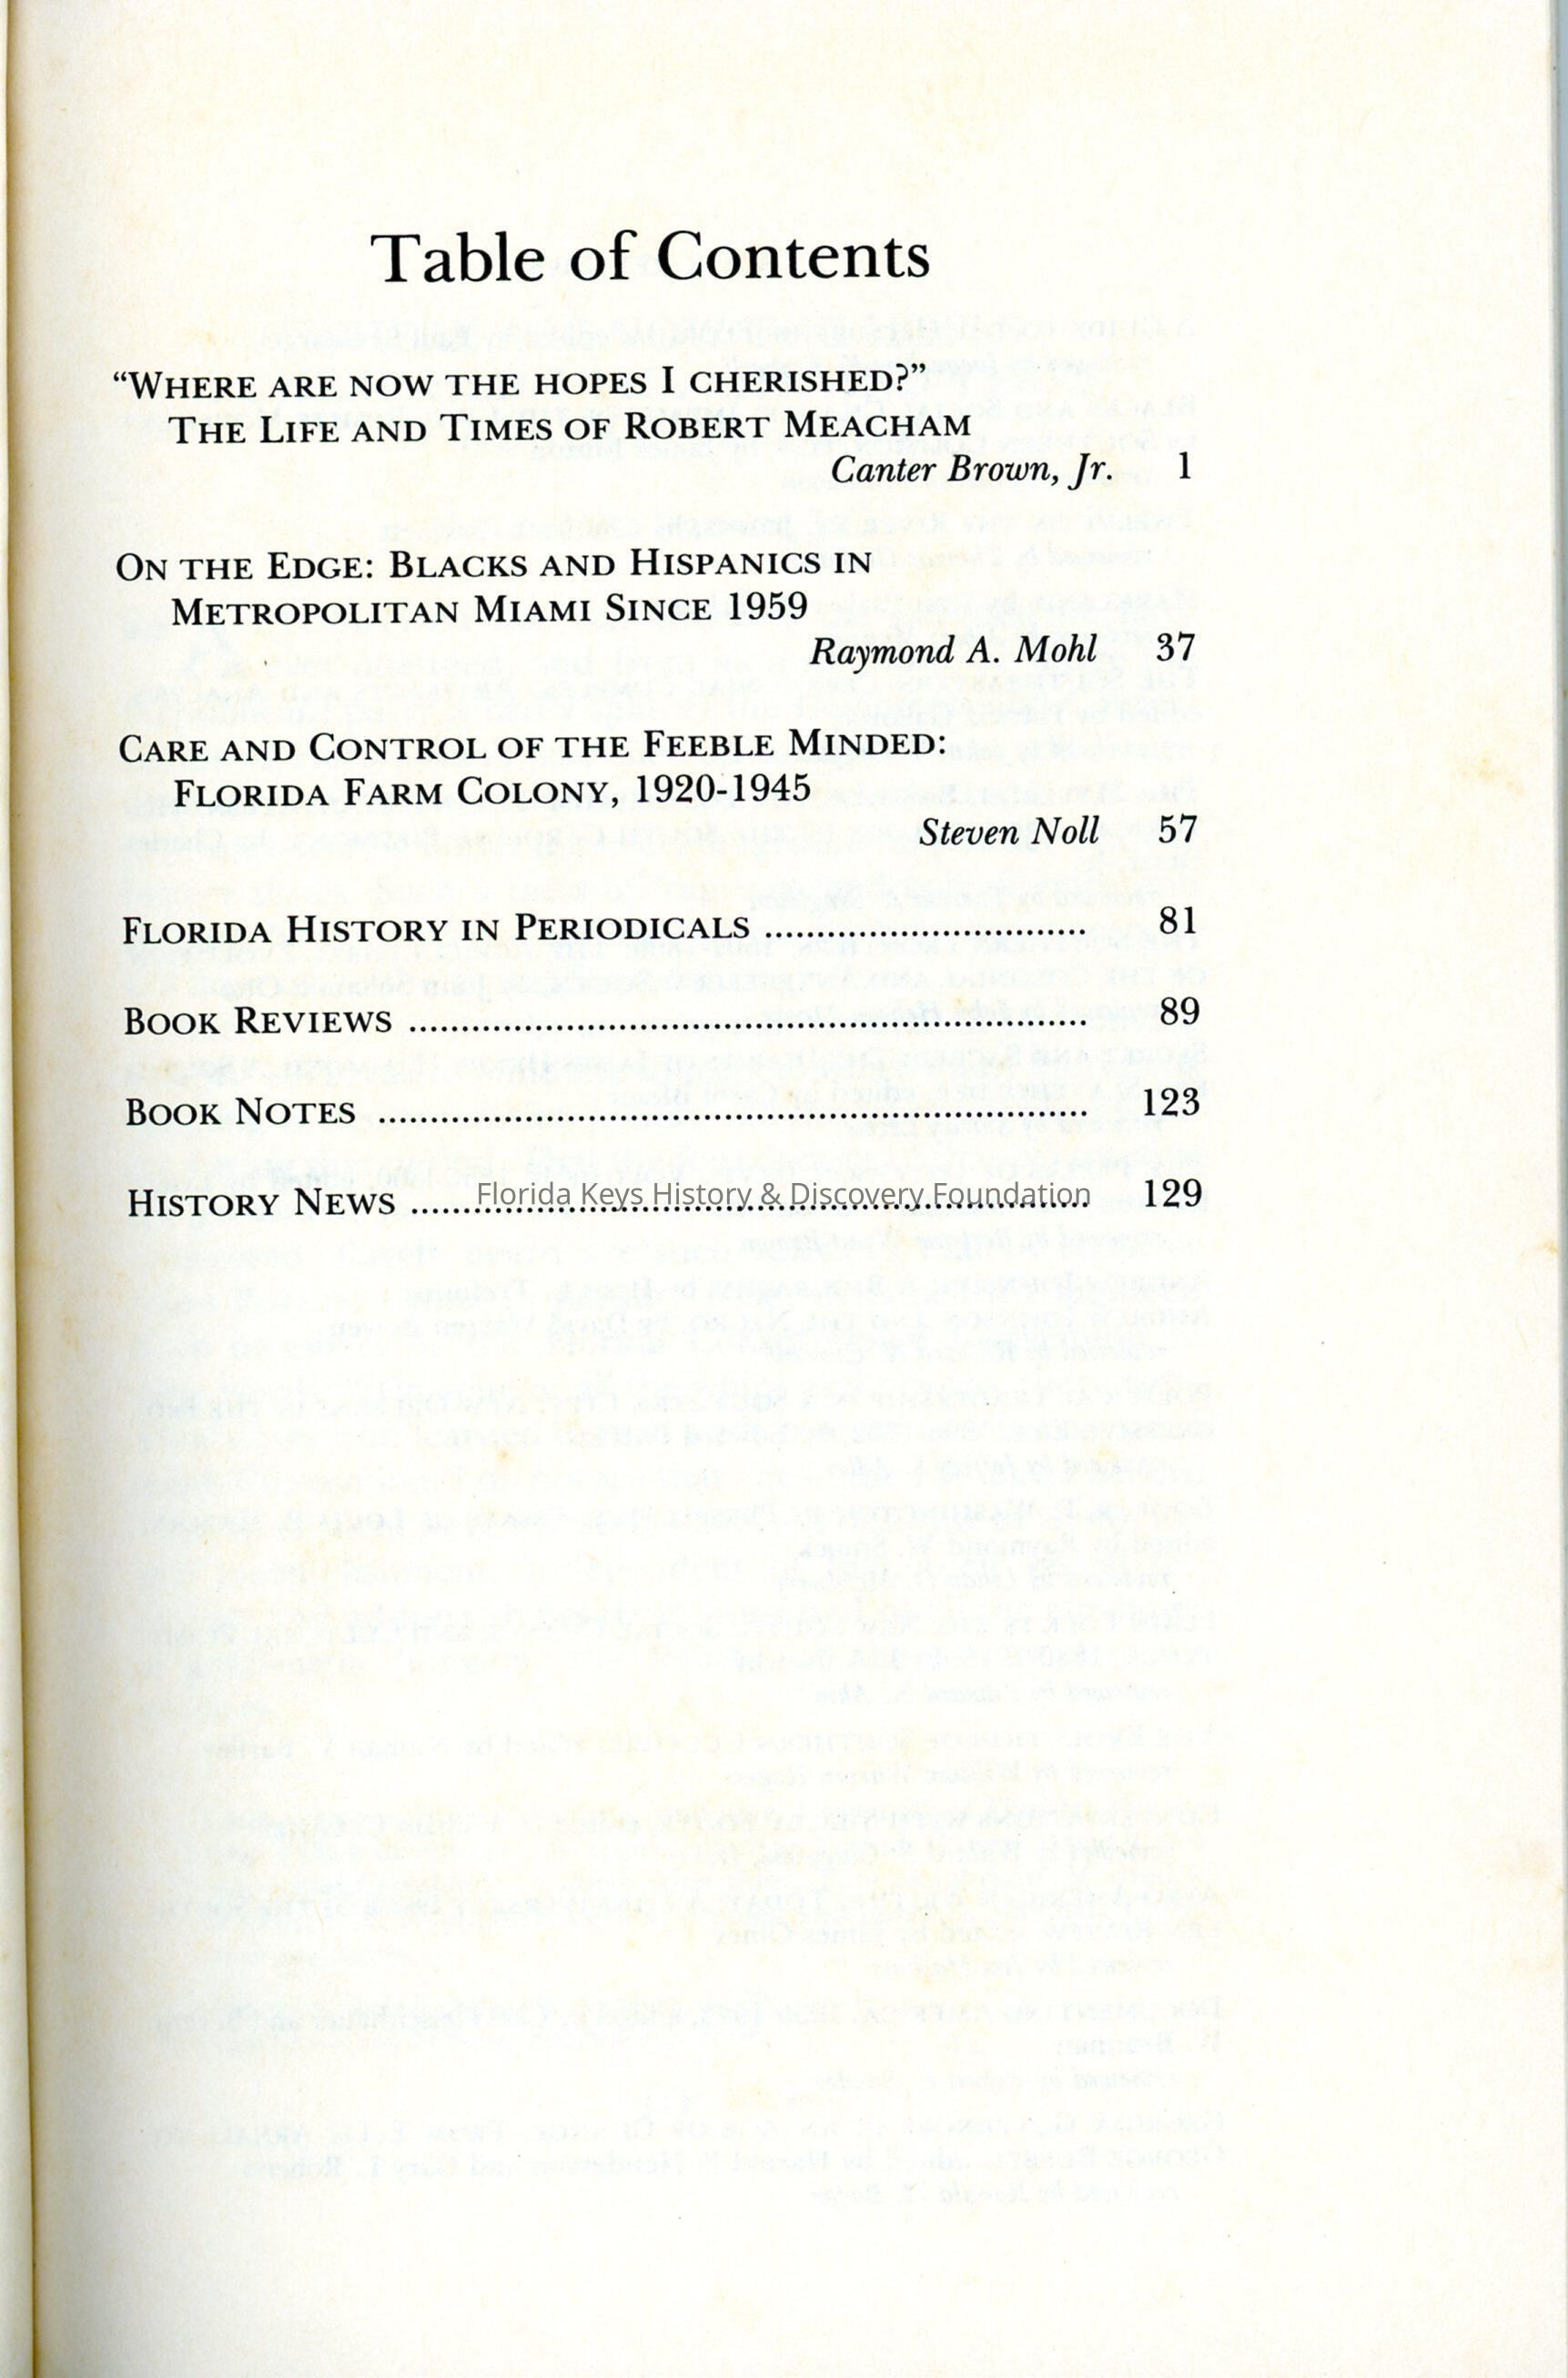 Table of Contents
“WHERE ARE NOW THE HOPES I CHERISHED?”
THE LIFE AND TIMES OF ROBERT MEACHAM
Canter Brown, Jr. 1
ON THE EDGE: BLACKS AND HISPANICS IN
METROPOLITAN MIAMI SINCE 1959
Raymond A. Mohl 37
CARE AND CONTROL OF THE FEEBLE MINDED:
FLORIDA FARM COLONY, 1920-1945
Steven Noll 57
FLORIDA HISTORY IN PERIODICALS ............................... 81
BOOK REVIEWS .................................................................. 89
BOOK NOTES ..................................................................... 123
HISTORY NEWS .................................................................. 129
Florida Keys History & Discovery Foundation